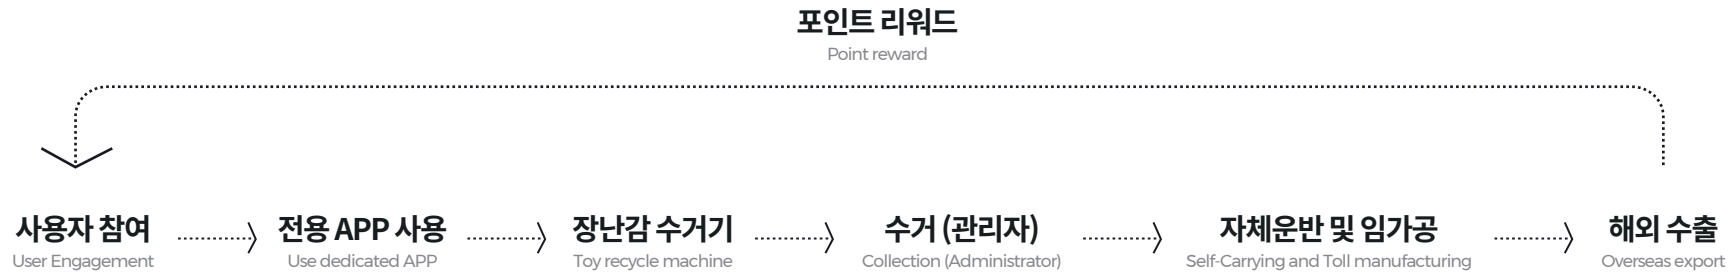 포인트 리워드
Point reward
사용자 참여
User Engagement
전용 APP 사용
Use dedicated APP
장난감 수거기
Toy recycle machine
수거 (관리자)
Collection (Administrator)
자체운반 및 임가공
Self-Carrying and Toll manufacturing
해외 수출
Overseas export